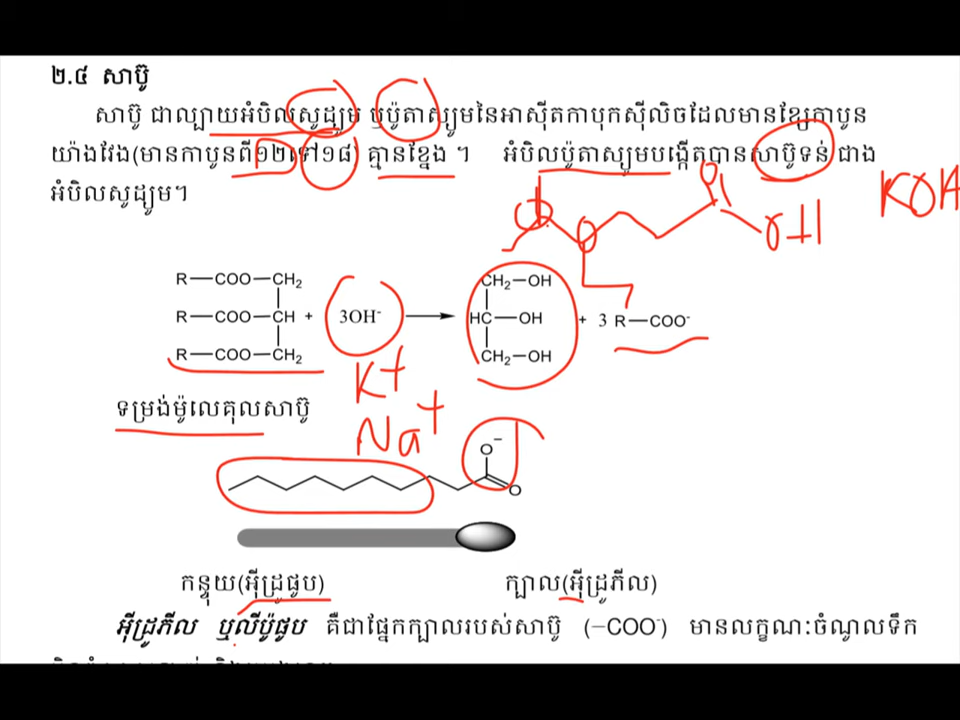 ២.៤ សាប៊ូ
សាប៊ូ ជាល្បាយអំបិលសូដ្យូម ឬប៉ូតាស្យូមនៃអាស៊ីតកាបុកស៊ីលិចដែលមានខ្សែកាបូន
យ៉ាងវែង(មានកាបូនពី១២ទៅ១៨) គ្មានខ្នែង ។ អំបិលប៉ូតាស្យូមបង្កើតបានសាប៊ូទន់ ជាង
អំបិលសូដ្យូម។
KOH
OH
R—COO—CH₂ CH₂—OH
R—COO—CH + 3OH⁻ → HC—OH + 3 R—COO⁻
R—COO—CH₂ CH₂—OH
K+
ទម្រង់ម៉ូលេគុលសាប៊ូ
Na+
O⁻
O
កន្ទុយ(អ៊ីដ្រូផូប) ក្បាល(អ៊ីដ្រូភីល)
អ៊ីដ្រូភីល ឬលីប៉ូផូប គឺជាផ្នែកក្បាលរបស់សាប៊ូ (−COO⁻) មានលក្ខណៈចំណូលទឹក